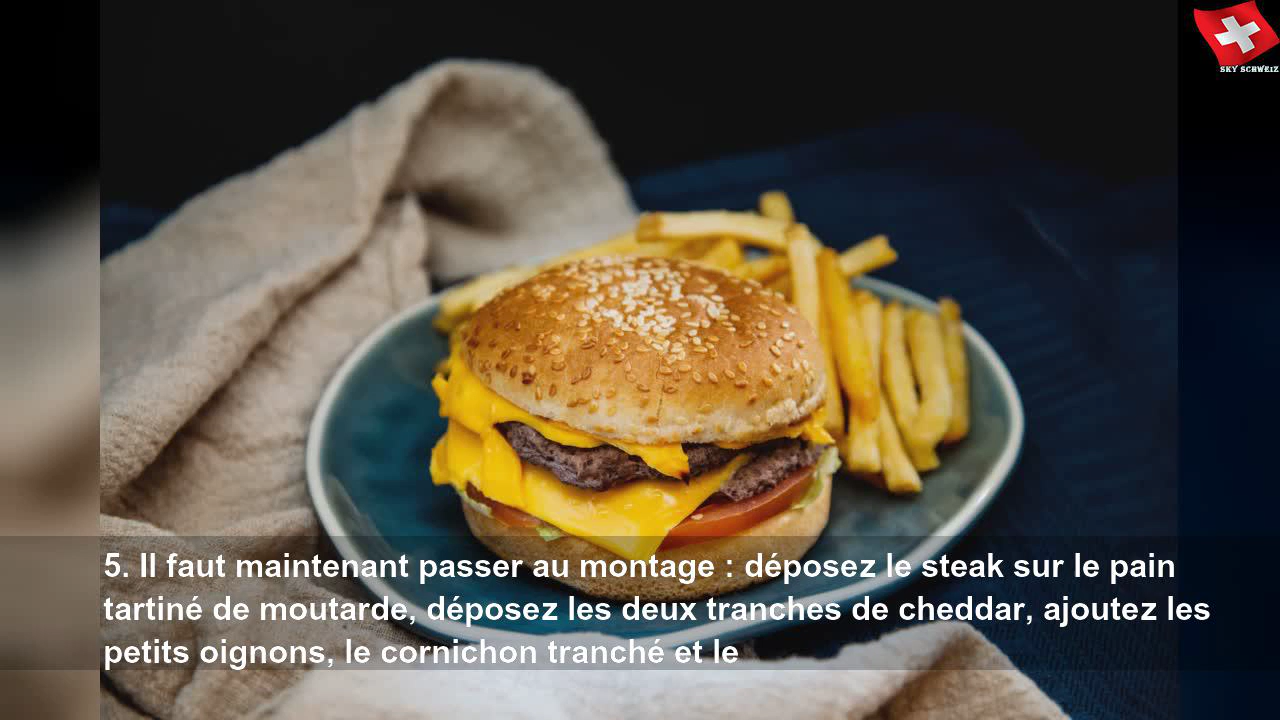 SKY SCHWEIZ
5. Il faut maintenant passer au montage : déposez le steak sur le pain
tartiné de moutarde, déposez les deux tranches de cheddar, ajoutez les
petits oignons, le cornichon tranché et le